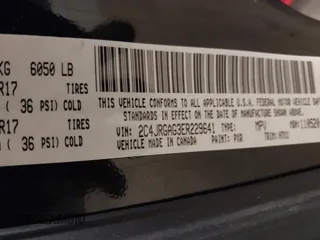 KG 6050 LB
R17 TIRES
( 36 PSI) COLD
R17 TIRES
( 36 PSI) COLD
THIS VEHICLE CONFORMS TO ALL APPLICABLE U.S.A. FEDERAL MOTOR VEHICLE SAF
STANDARDS IN EFFECT ON THE DATE OF MANUFACTURE SHOWN ABOVE
VIN: 2C4JRGAG3ER229641 TYPE: MPV
VEHICLE MADE IN CANADA PAINT: PXR